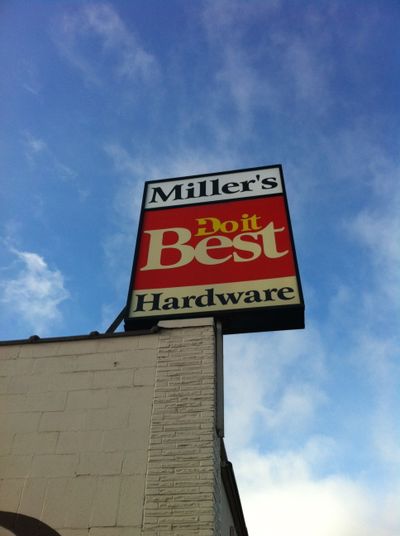 Miller's
Do it
Best
Hardware